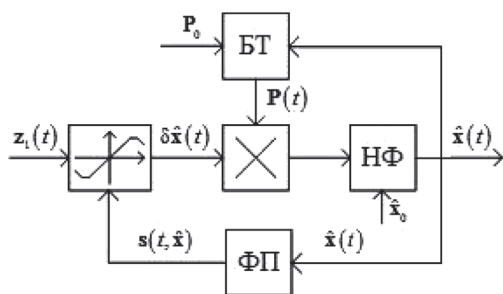 P₀
БТ
P(t)
z₁(t)
δx̂(t)
НФ
x̂(t)
x̂₀
s(t, x̂)
x̂(t)
ФП